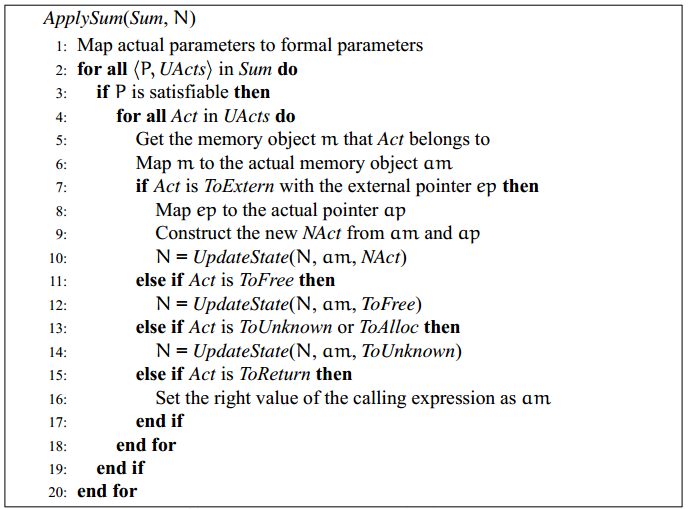 ApplySum(Sum, N)
1: Map actual parameters to formal parameters
2: for all ⟨P, UActs⟩ in Sum do
3: if P is satisfiable then
4: for all Act in UActs do
5: Get the memory object m that Act belongs to
6: Map m to the actual memory object am
7: if Act is ToExtern with the external pointer ep then
8: Map ep to the actual pointer ap
9: Construct the new NAct from am and ap
10: N = UpdateState(N, am, NAct)
11: else if Act is ToFree then
12: N = UpdateState(N, am, ToFree)
13: else if Act is ToUnknown or ToAlloc then
14: N = UpdateState(N, am, ToUnknown)
15: else if Act is ToReturn then
16: Set the right value of the calling expression as am
17: end if
18: end for
19: end if
20: end for